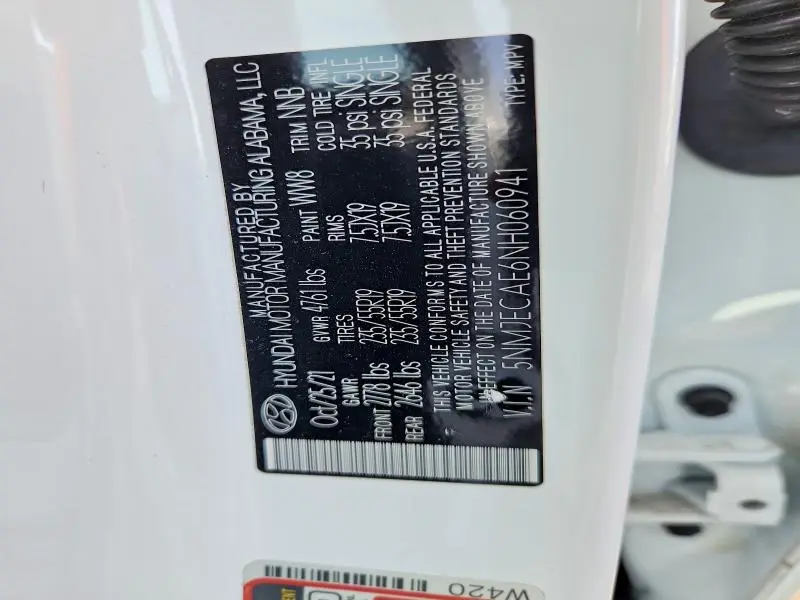 MANUFACTURED BY
HYUNDAI MOTOR MANUFACTURING ALABAMA, LLC
Oct/25/21 GVWR 4761 lbs PAINT WW8 TRIM NNB
GAWR TIRES RIMS COLD TIRE INFL
FRONT 2778 lbs 235/55R19 7.5JX19 35 psi SINGLE
REAR 2646 lbs 235/55R19 7.5JX19 35 psi SINGLE
THIS VEHICLE CONFORMS TO ALL APPLICABLE U.S.A. FEDERAL
MOTOR VEHICLE SAFETY AND THEFT PREVENTION STANDARDS
IN EFFECT ON THE DATE OF MANUFACTURE SHOWN ABOVE
V.I.N 5NMJECAE6NH060941 TYPE: MPV
W420